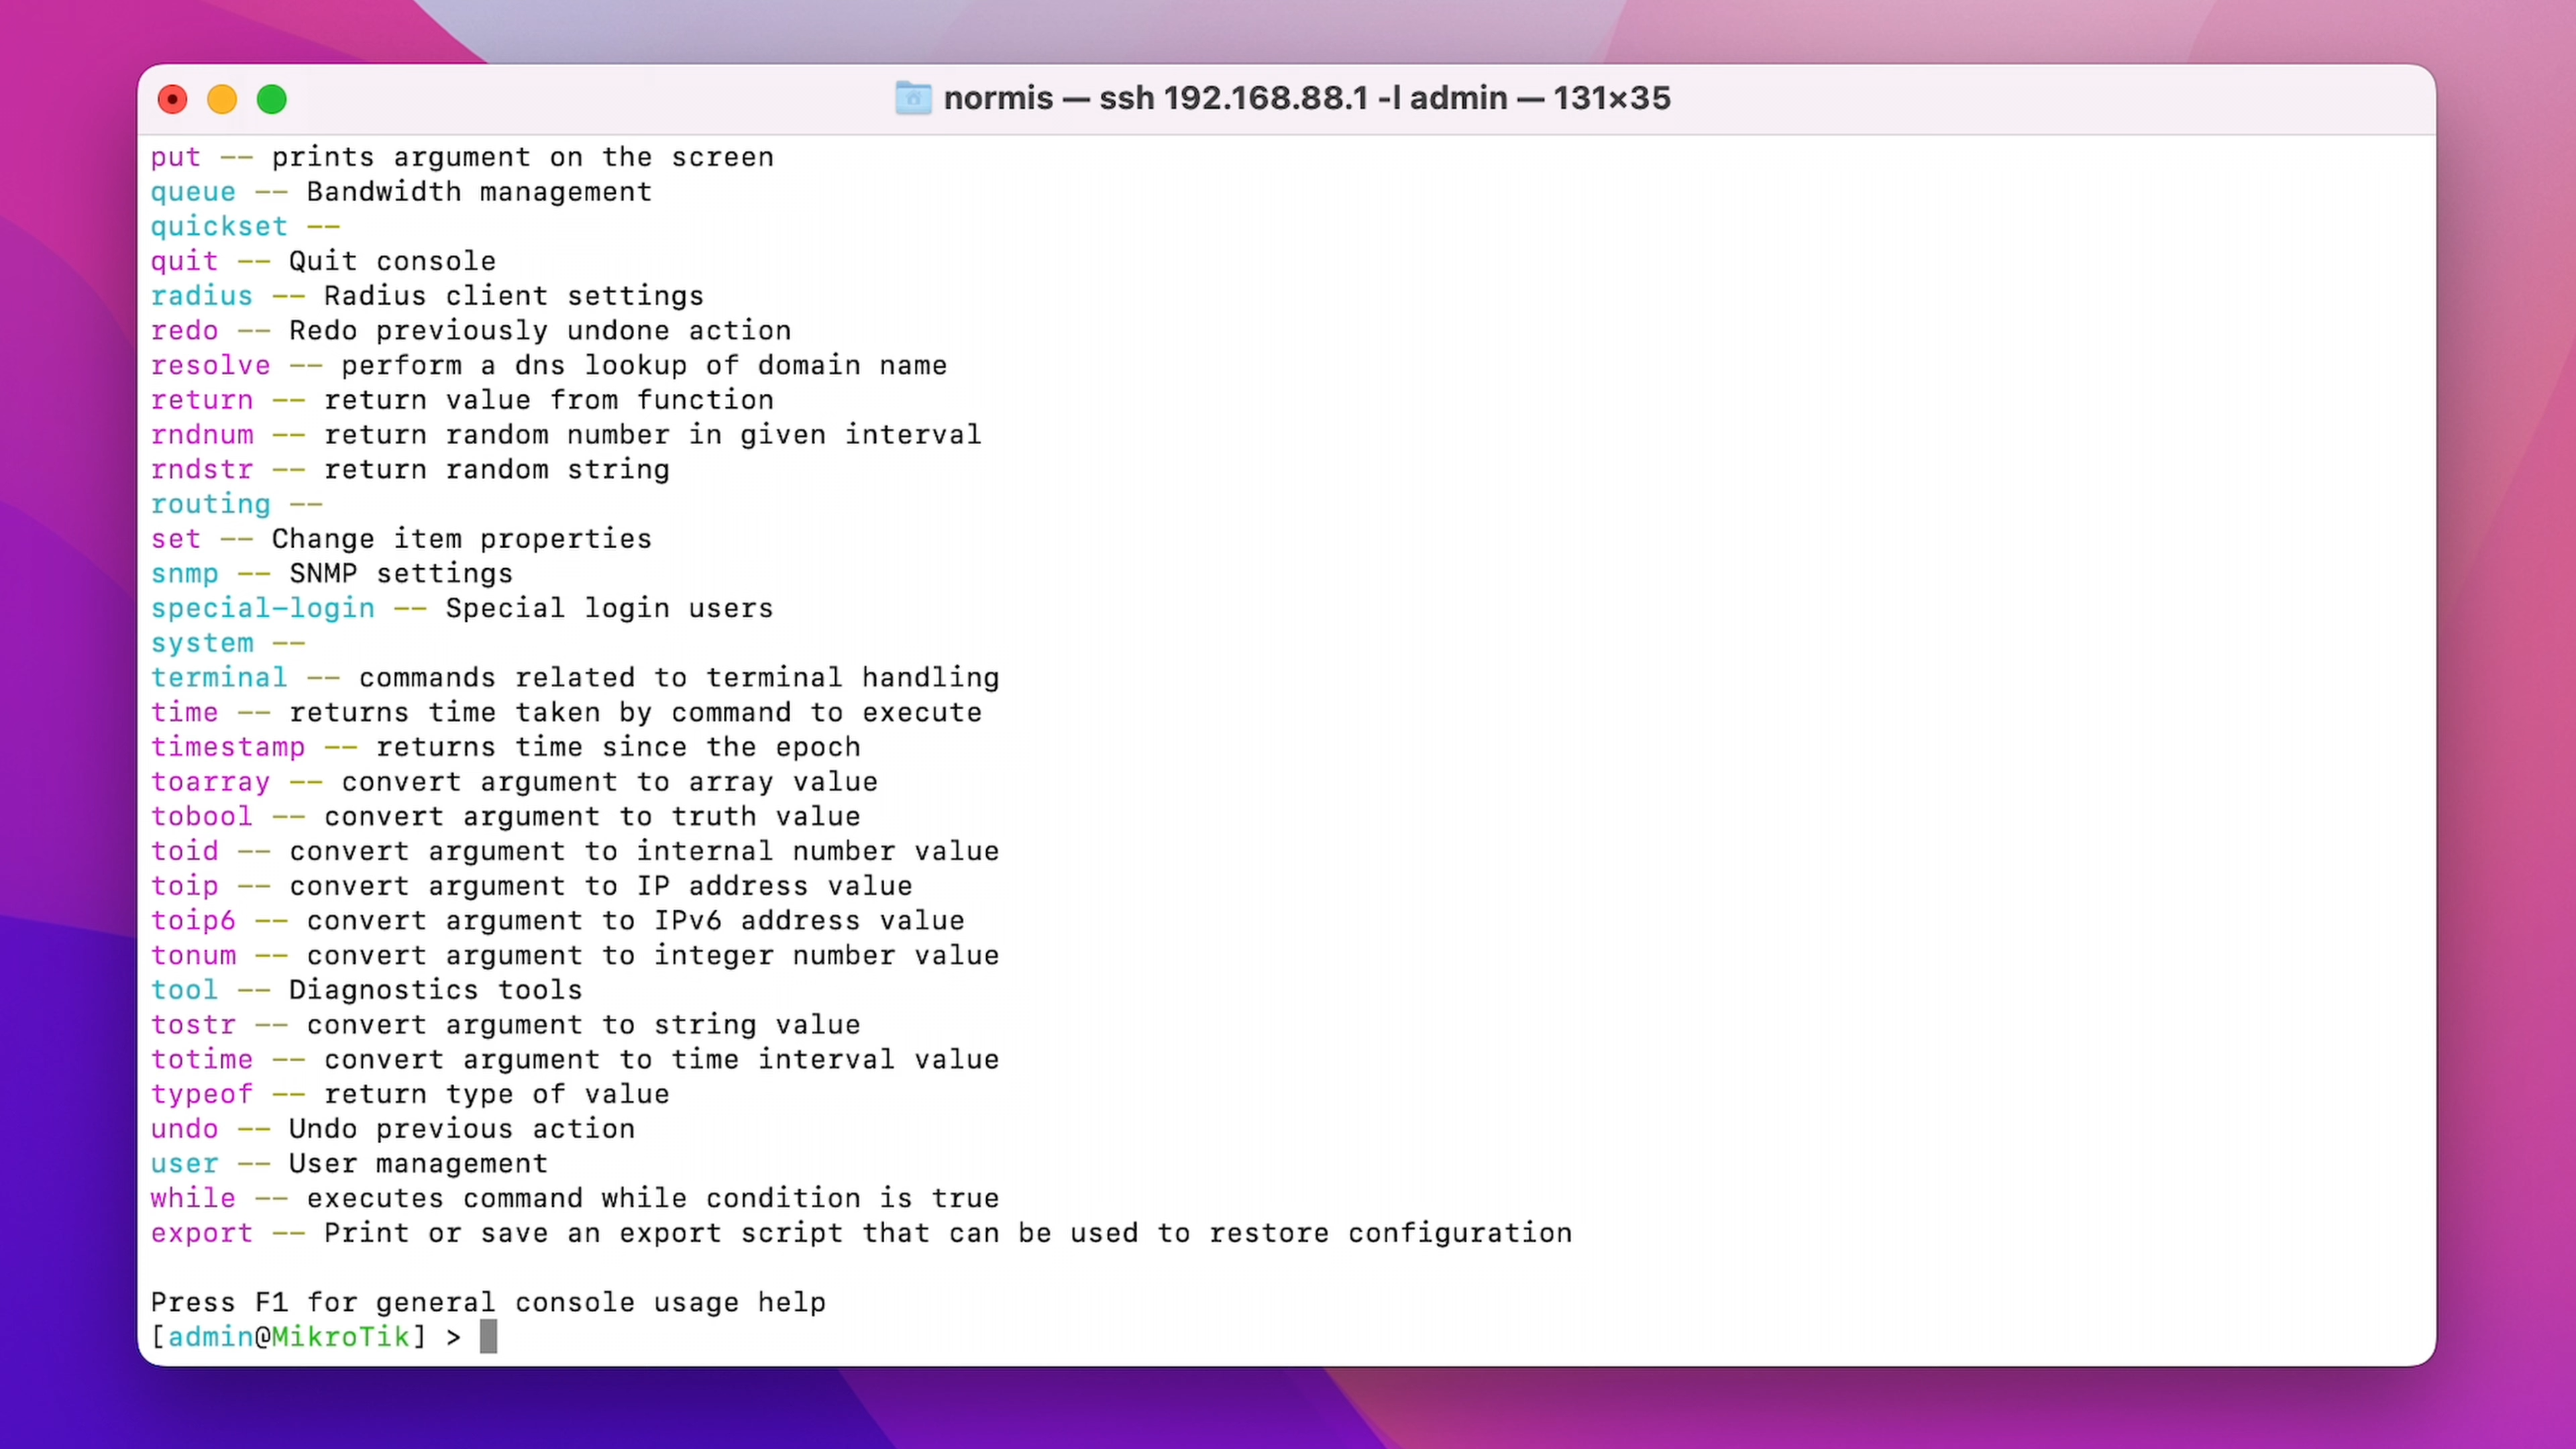 normis — ssh 192.168.88.1 -l admin — 131×35
put -- prints argument on the screen
queue -- Bandwidth management
quickset --
quit -- Quit console
radius -- Radius client settings
redo -- Redo previously undone action
resolve -- perform a dns lookup of domain name
return -- return value from function
rndnum -- return random number in given interval
rndstr -- return random string
routing --
set -- Change item properties
snmp -- SNMP settings
special-login -- Special login users
system --
terminal -- commands related to terminal handling
time -- returns time taken by command to execute
timestamp -- returns time since the epoch
toarray -- convert argument to array value
tobool -- convert argument to truth value
toid -- convert argument to internal number value
toip -- convert argument to IP address value
toip6 -- convert argument to IPv6 address value
tonum -- convert argument to integer number value
tool -- Diagnostics tools
tostr -- convert argument to string value
totime -- convert argument to time interval value
typeof -- return type of value
undo -- Undo previous action
user -- User management
while -- executes command while condition is true
export -- Print or save an export script that can be used to restore configuration
Press F1 for general console usage help
[admin@MikroTik] >